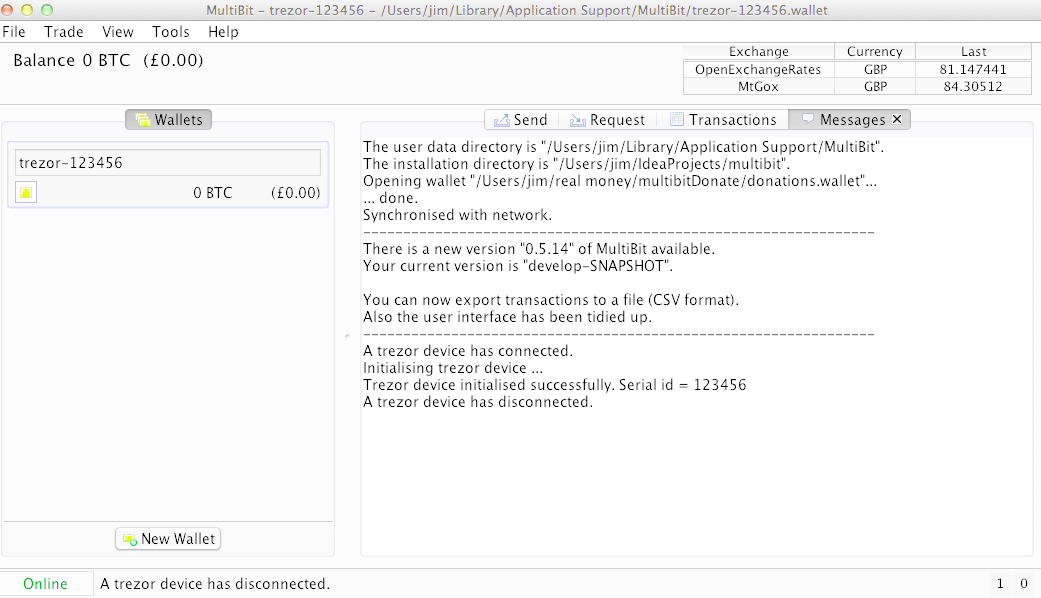 MultiBit - trezor-123456 - /Users/jim/Library/Application Support/MultiBit/trezor-123456.wallet
File Trade View Tools Help
Balance 0 BTC (£0.00)
Exchange Currency Last
OpenExchangeRates GBP 81.147441
MtGox GBP 84.30512
Wallets
Send Request Transactions Messages
trezor-123456
0 BTC (£0.00)
New Wallet
The user data directory is "/Users/jim/Library/Application Support/MultiBit".
The installation directory is "/Users/jim/IdeaProjects/multibit".
Opening wallet "/Users/jim/real money/multibitDonate/donations.wallet"...
... done.
Synchronised with network.
----------------------------------------------------------------
There is a new version "0.5.14" of MultiBit available.
Your current version is "develop-SNAPSHOT".
You can now export transactions to a file (CSV format).
Also the user interface has been tidied up.
----------------------------------------------------------------
A trezor device has connected.
Initialising trezor device ...
Trezor device initialised successfully. Serial id = 123456
A trezor device has disconnected.
Online A trezor device has disconnected. 1 0